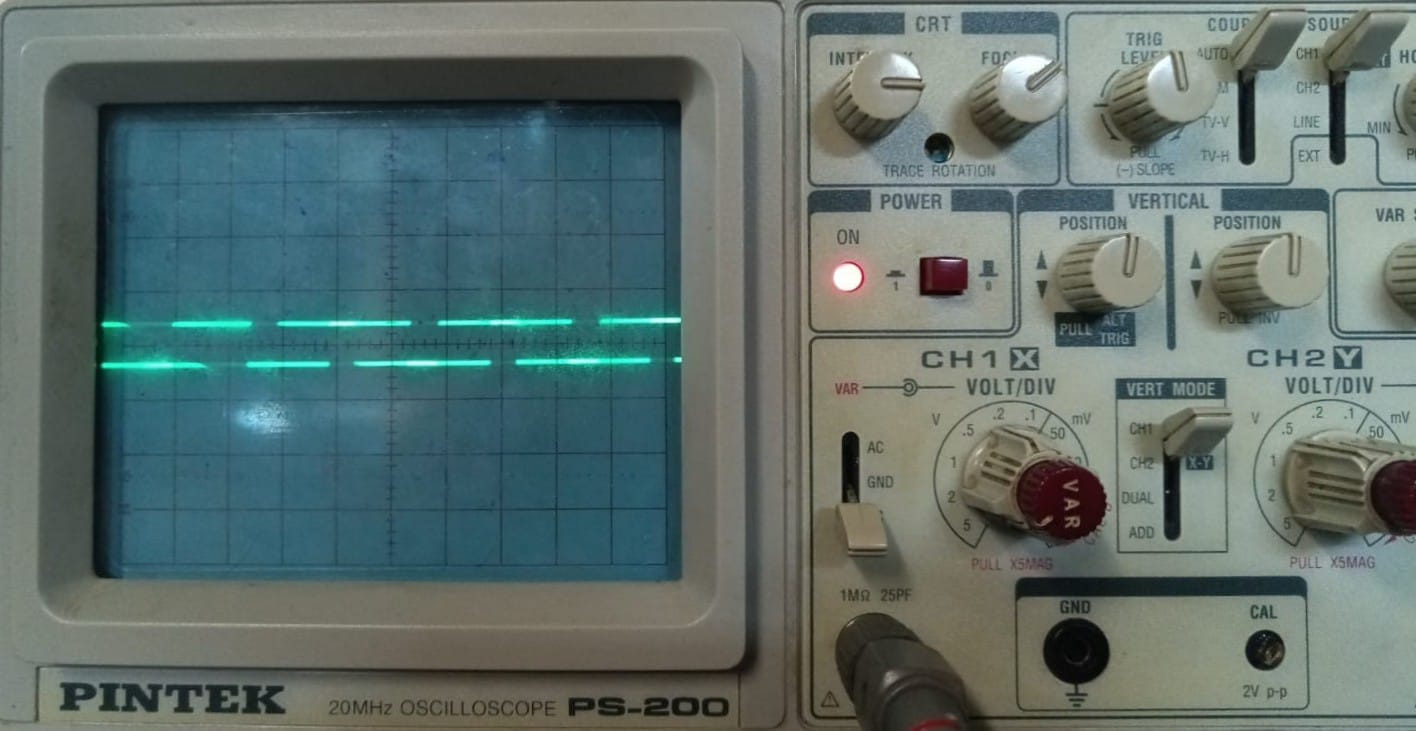 CRT
TRIG
AUTO
CH1
CH2
TV-V
LINE
MIN
TV-H
EXT
PULL
(-) SLOPE
TRACE ROTATION
POWER
VERTICAL
ON
POSITION
POSITION
VAR
1
0
PULL ALT
TRIG
PULL INV
CH1 X
CH2 Y
VAR
VOLT/DIV
VERT MODE
VOLT/DIV
V
.5
.2
.1
mV
50
1
2
5
AC
GND
VAR
PULL X5MAG
CH1
CH2
X-Y
DUAL
ADD
V
.5
.2
.1
mV
50
1
2
5
PULL X5MAG
1MΩ 25PF
GND
CAL
2V p-p
PINTEK
20MHz OSCILLOSCOPE PS-200